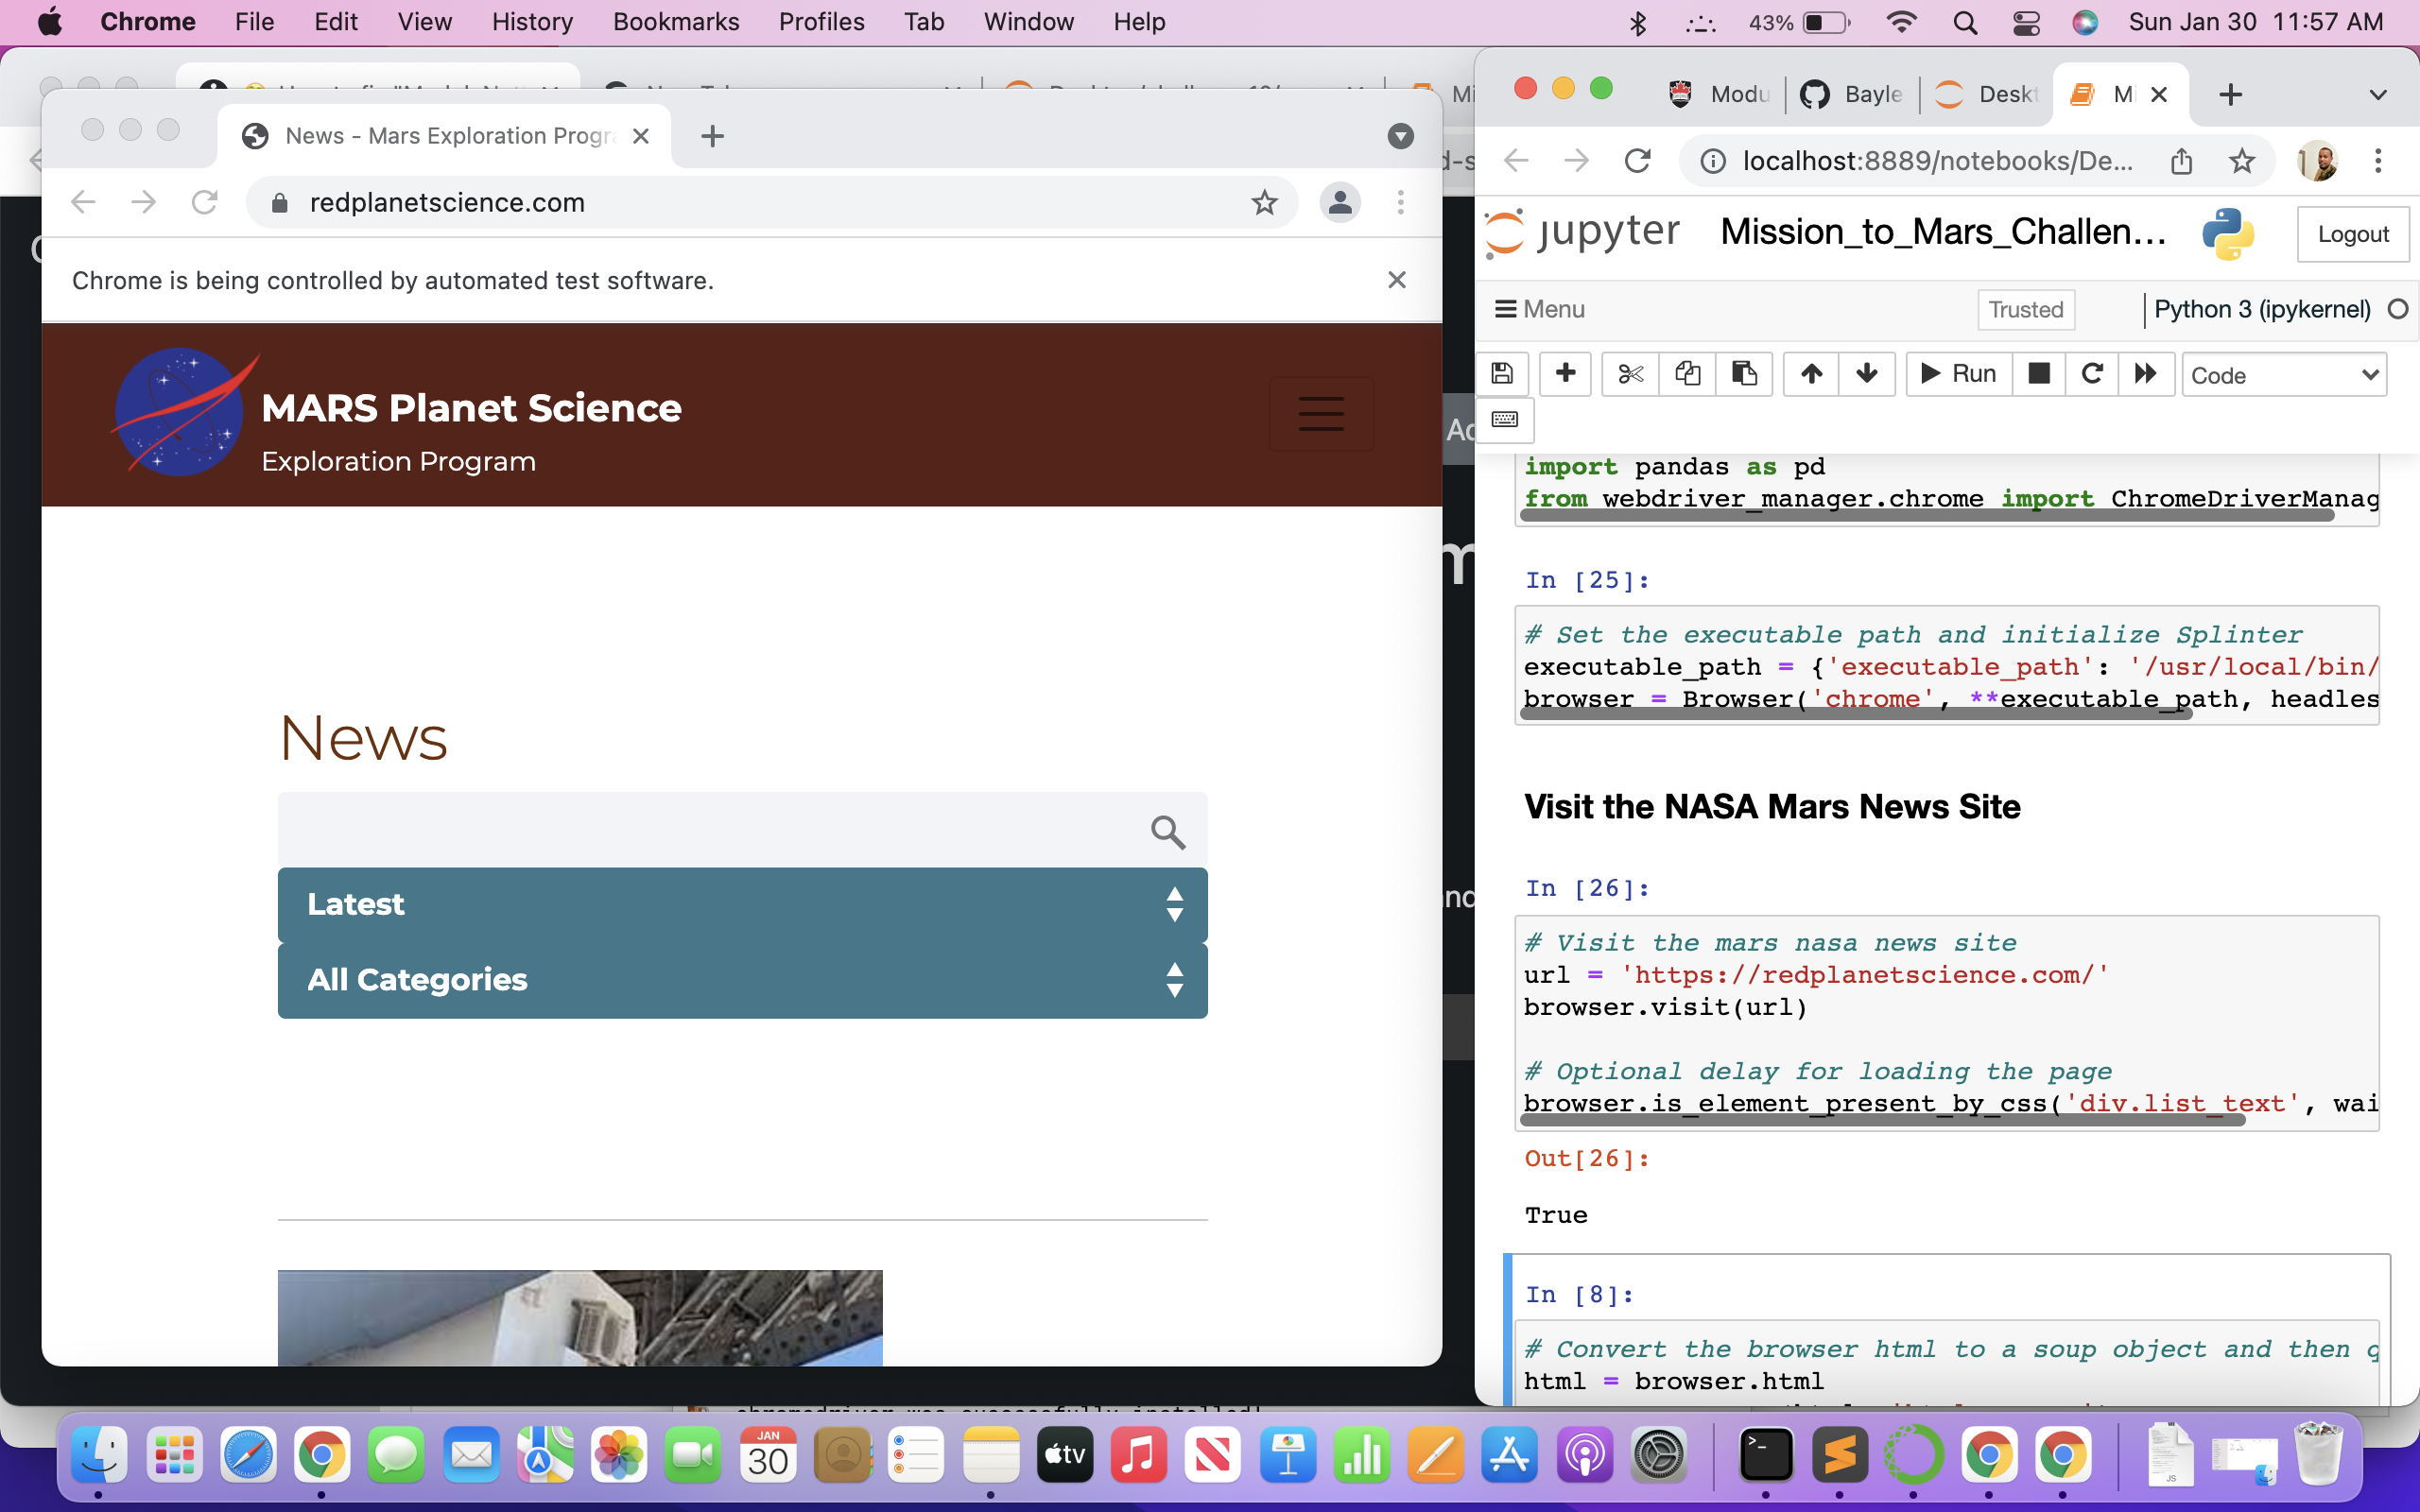 Chrome File Edit View History Bookmarks Profiles Tab Window Help 43% Sun Jan 30 11:57 AM
News - Mars Exploration Progr
redplanetscience.com
Chrome is being controlled by automated test software.
MARS Planet Science
Exploration Program
News
Latest
All Categories
Modu Bayle Deskt Mi
localhost:8889/notebooks/De...
jupyter Mission_to_Mars_Challen... Logout
Menu Trusted Python 3 (ipykernel)
Run Code
import pandas as pd
from webdriver_manager.chrome import ChromeDriverManag
In [25]:
# Set the executable path and initialize Splinter
executable_path = {'executable_path': '/usr/local/bin/
browser = Browser('chrome', **executable_path, headles
Visit the NASA Mars News Site
In [26]:
# Visit the mars nasa news site
url = 'https://redplanetscience.com/'
browser.visit(url)
# Optional delay for loading the page
browser.is_element_present_by_css('div.list_text', wai
Out[26]:
True
In [8]:
# Convert the browser html to a soup object and then q
html = browser.html
JAN
30
tv
JS